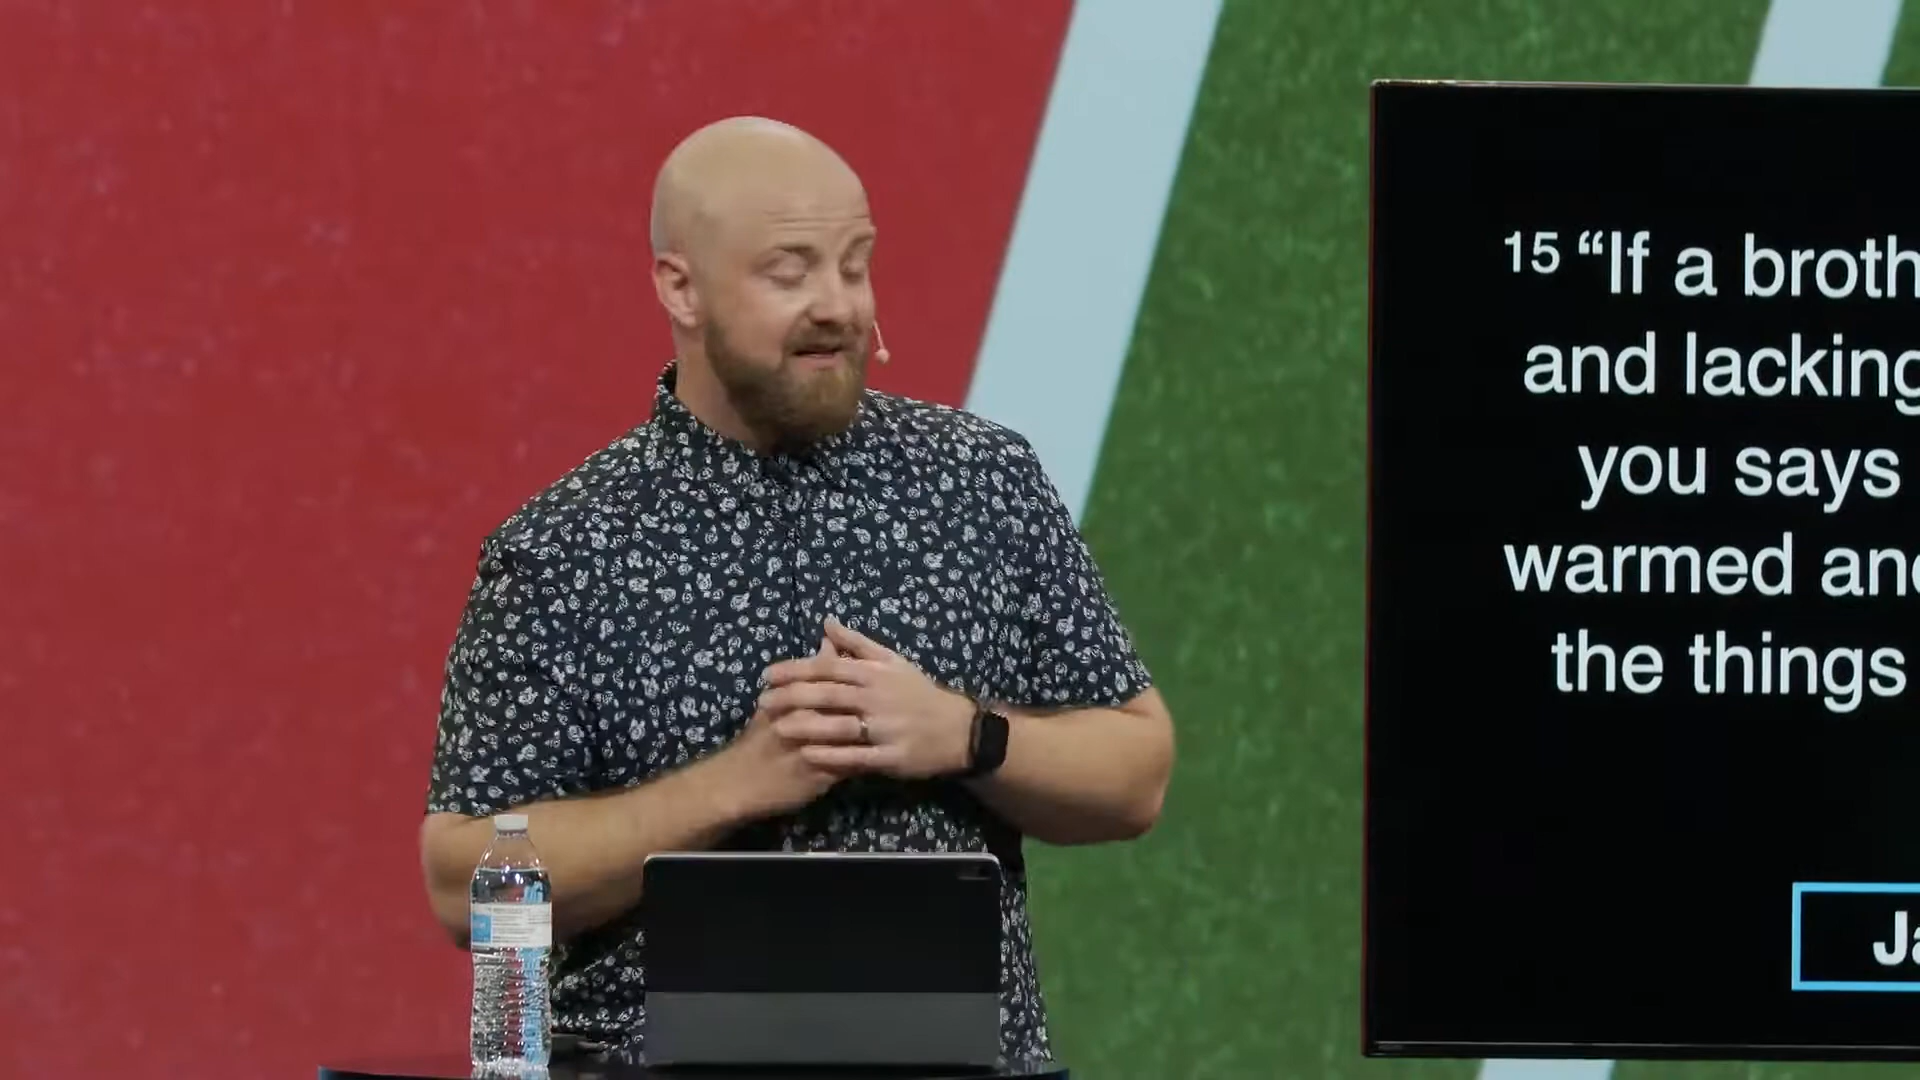 15 “If a broth
and lacking
you says
warmed and
the things
Ja